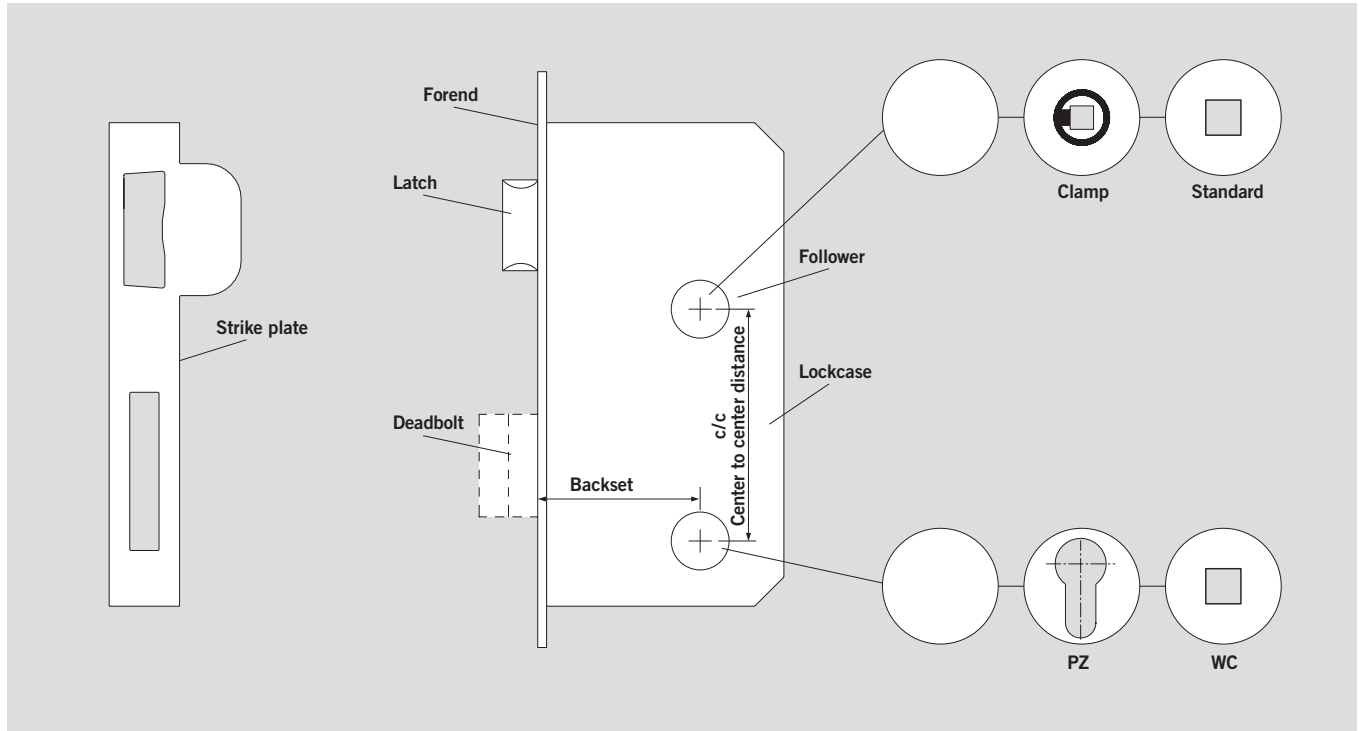 Forend
Latch
Clamp
Standard
Follower
Strike plate
Lockcase
c/c
Center to center distance
Deadbolt
Backset
PZ
WC